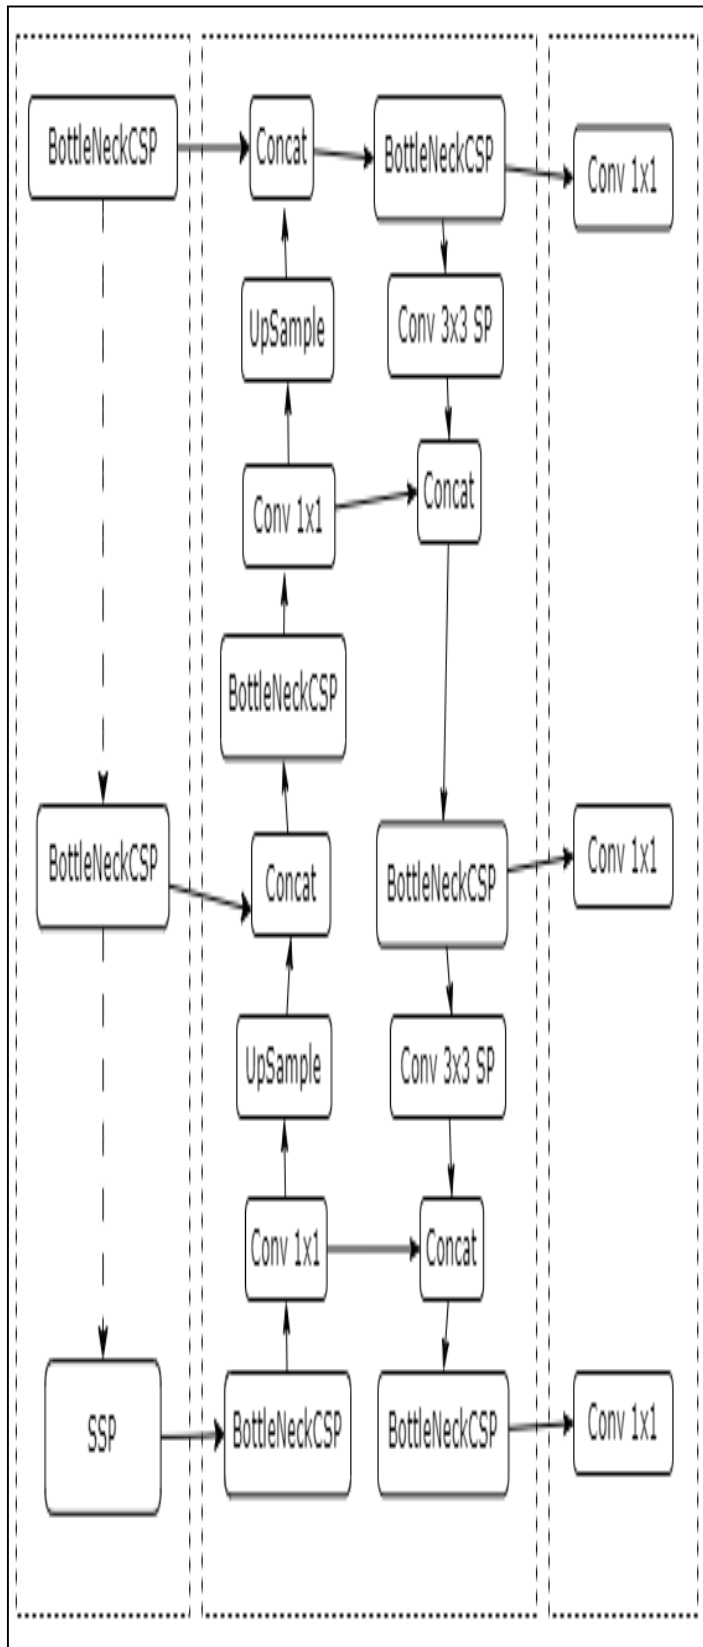 BottleNeckCSP
BottleNeckCSP
SSP
Concat
UpSample
Conv 1x1
BottleNeckCSP
Concat
UpSample
Conv 1x1
BottleNeckCSP
BottleNeckCSP
Conv 3x3 SP
Concat
BottleNeckCSP
Conv 3x3 SP
Concat
BottleNeckCSP
Conv 1x1
Conv 1x1
Conv 1x1